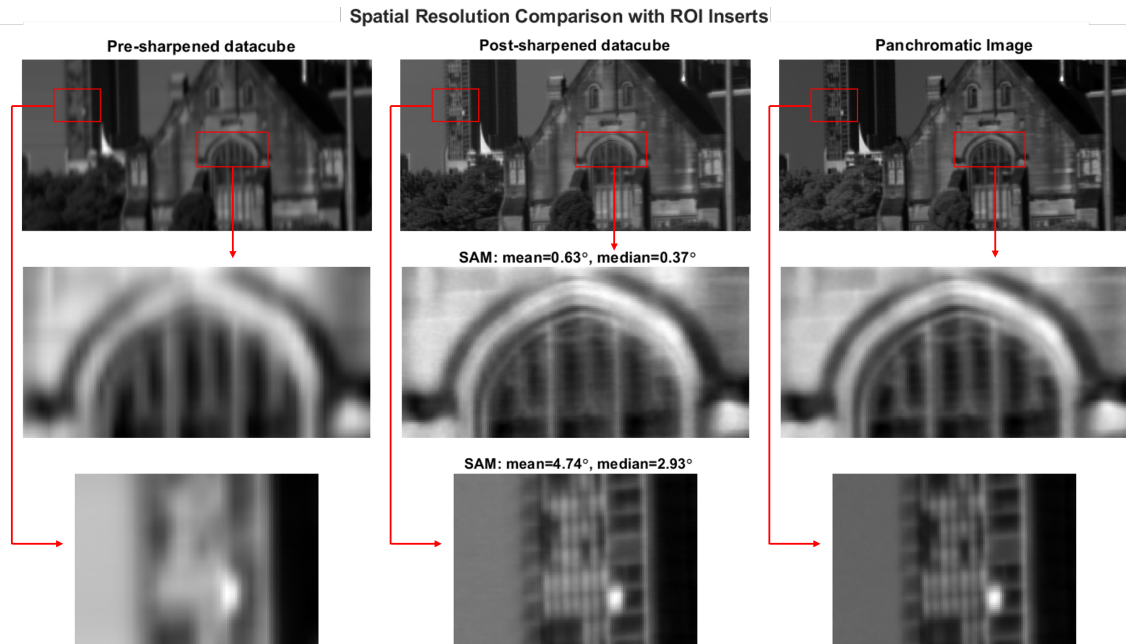 Spatial Resolution Comparison with ROI Inserts
Pre-sharpened datacube
Post-sharpened datacube
Panchromatic Image
SAM: mean=0.63°, median=0.37°
SAM: mean=4.74°, median=2.93°